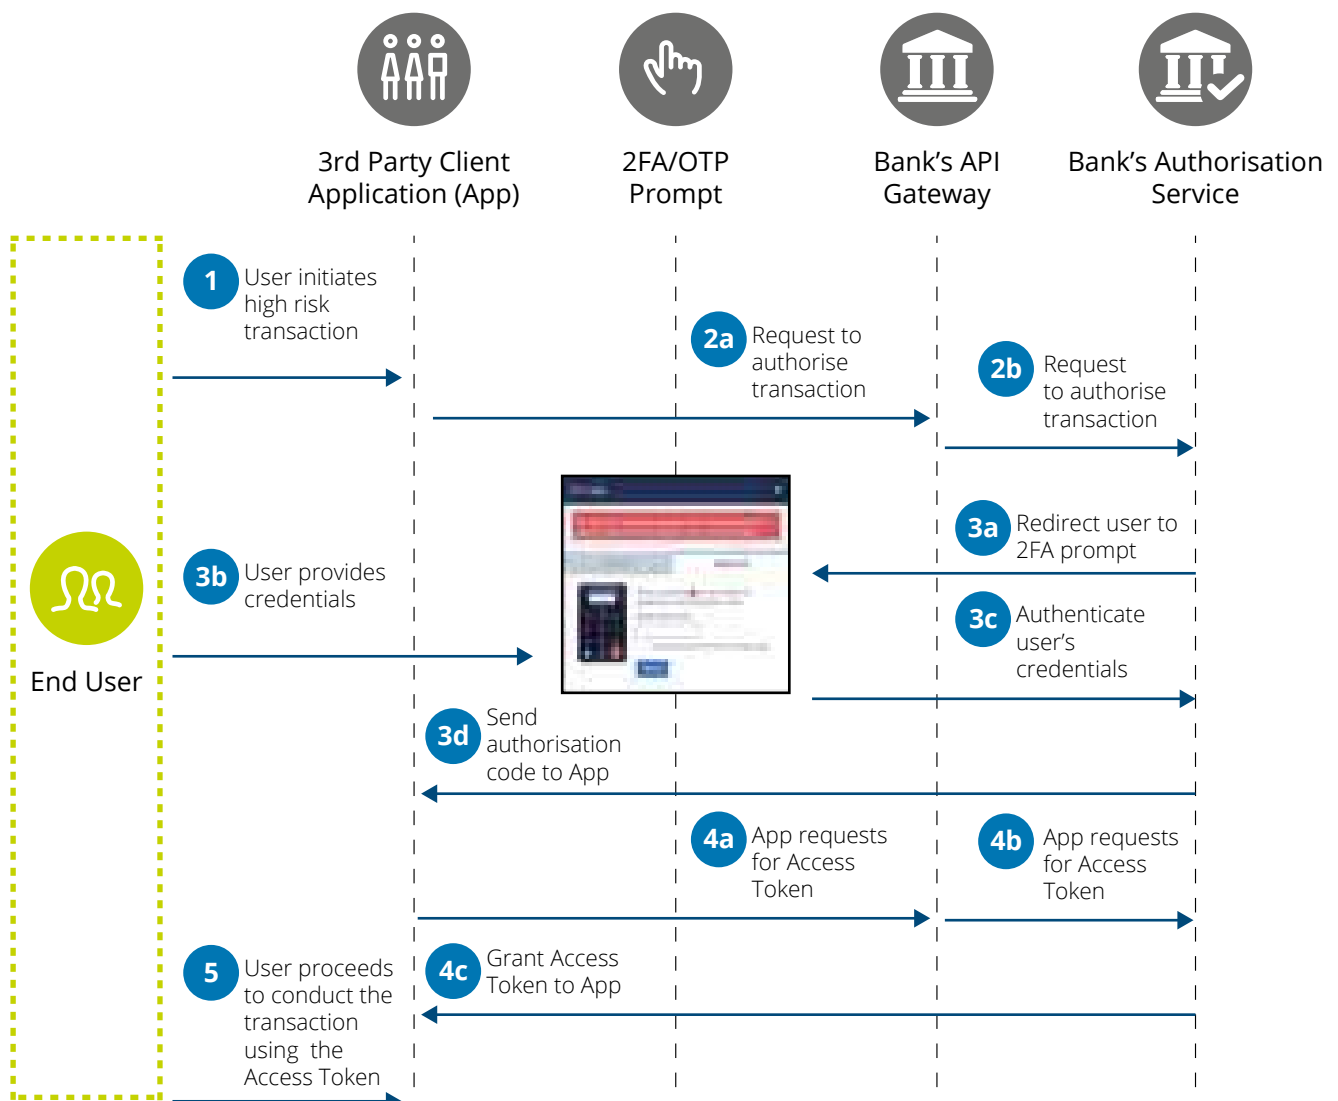 3rd Party Client
Application (App)
2FA/OTP
Prompt
Bank's API
Gateway
Bank's Authorisation
Service
1
User initiates
high risk
transaction
2a
Request to
authorise
transaction
2b
Request
to authorise
transaction
3a
Redirect user to
2FA prompt
3b
User provides
credentials
3c
Authenticate
user's
credentials
End User
3d
Send
authorisation
code to App
4a
App requests
for Access
Token
4b
App requests
for Access
Token
4c
Grant Access
Token to App
5
User proceeds
to conduct the
transaction
using the
Access Token